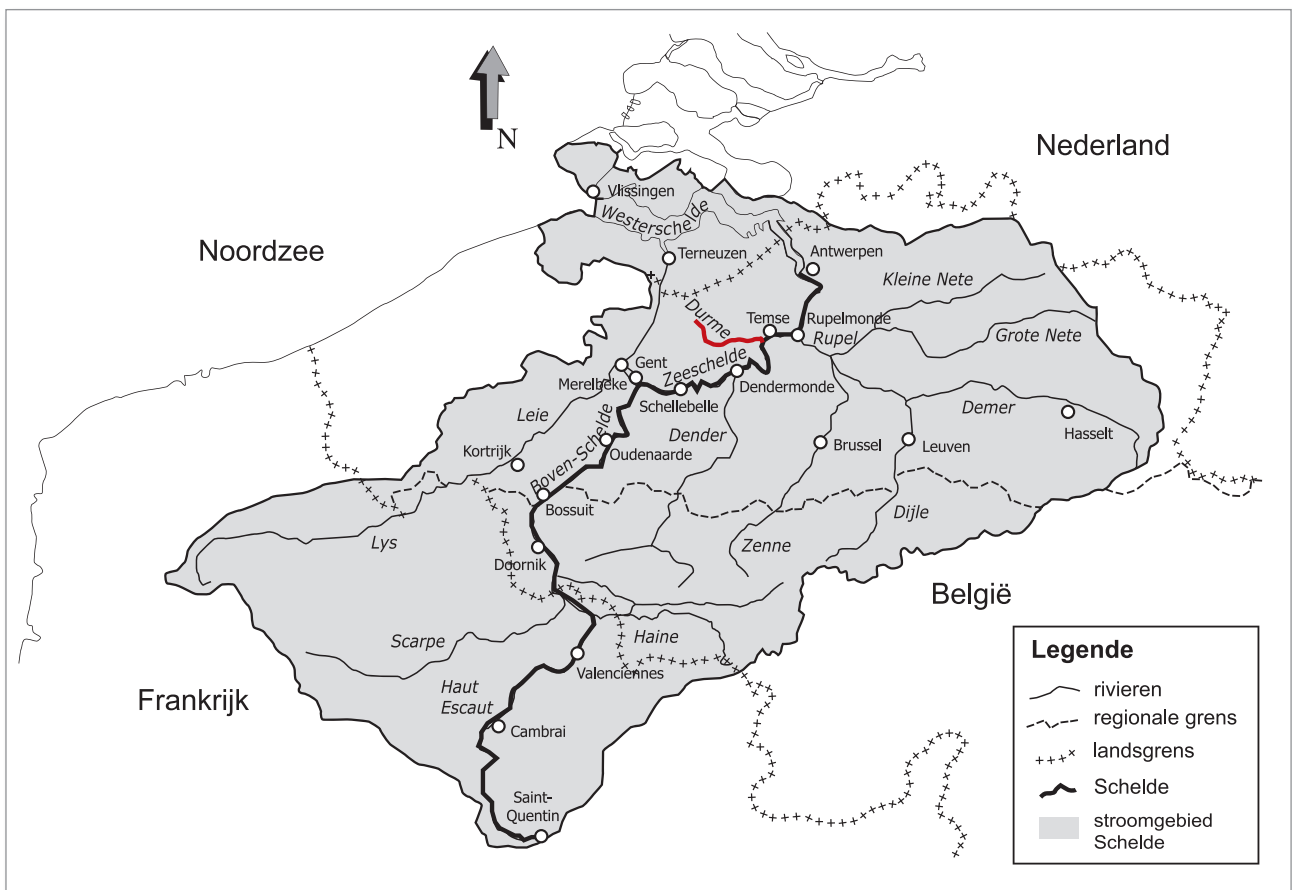 N
Nederland
Noordzee
Vlissingen
Westerschelde
Terneuzen
Antwerpen
Kleine Nete
Durme
Temse
Rupelmonde
Rupel
Grote Nete
Gent
Zeeschelde
Merelbeke
Dendermonde
Schellebelle
Leie
Boven-Schelde
Dender
Demer
Hasselt
Oudenaarde
Brussel
Leuven
Kortrijk
Bossuit
Dijle
Lys
Zenne
Doornik
België
Scarpe
Haine
Valenciennes
Frankrijk
Haut
Escaut
Cambrai
Saint-
Quentin
Legende
rivieren
regionale grens
landsgrens
Schelde
stroomgebied
Schelde